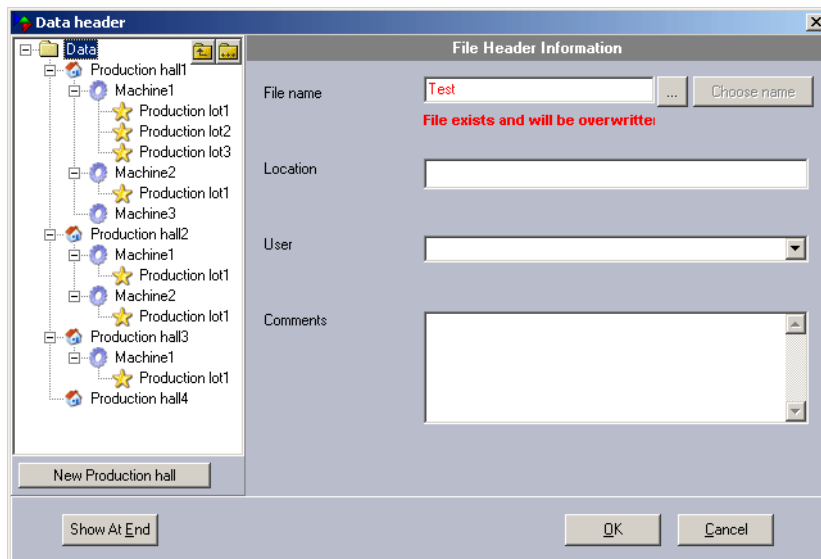 Data header
Data
Production hall1
Machine1
Production lot1
Production lot2
Production lot3
Machine2
Production lot1
Machine3
Production hall2
Machine1
Production lot1
Machine2
Production lot1
Production hall3
Machine1
Production lot1
Production hall4
New Production hall
File Header Information
File name
Test
...
Choose name
File exists and will be overwritte
Location
User
Comments
Show At End
OK
Cancel